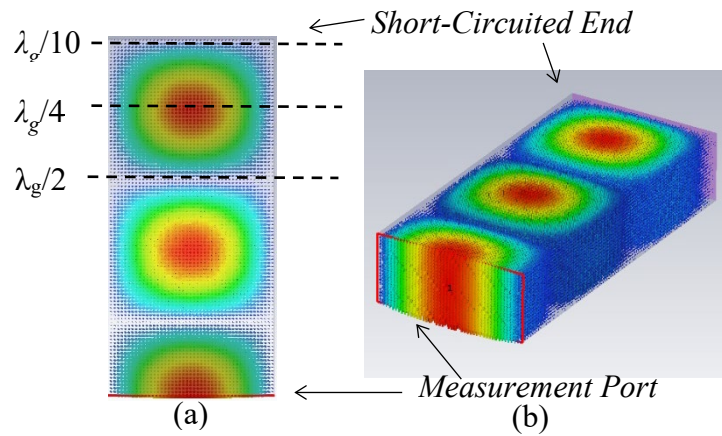 Short-Circuited End
λg/10
λg/4
λg/2
Measurement Port
(a)
(b)